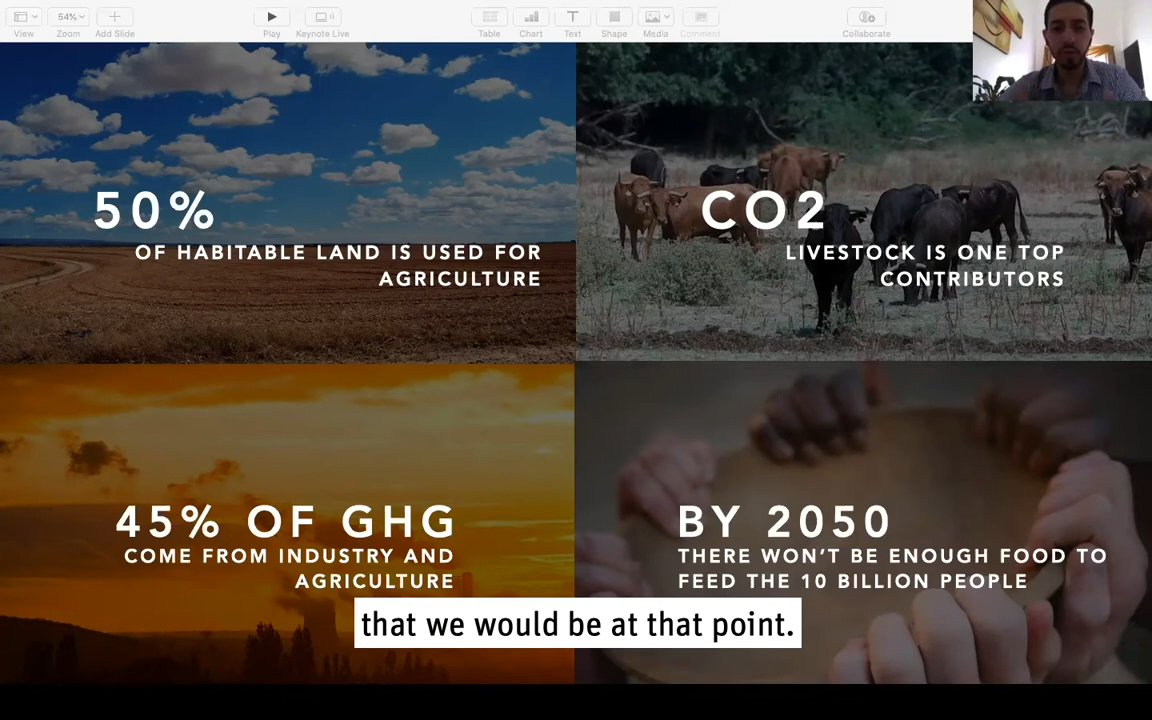 54%
View
Zoom
Add Slide
Play
Keynote Live
Table
Chart
Text
Shape
Media
Comment
Collaborate
50%
OF HABITABLE LAND IS USED FOR
AGRICULTURE
CO2
LIVESTOCK IS ONE TOP
CONTRIBUTORS
45% OF GHG
COME FROM INDUSTRY AND
AGRICULTURE
BY 2050
THERE WON'T BE ENOUGH FOOD TO
FEED THE 10 BILLION PEOPLE
that we would be at that point.